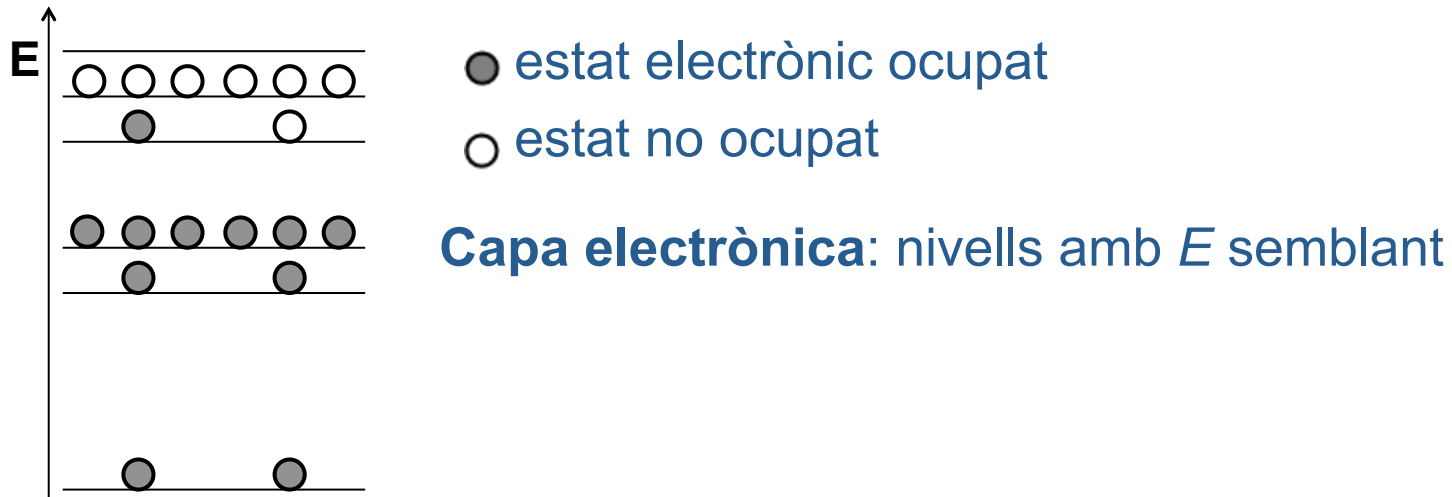 E
estat electrònic ocupat
estat no ocupat
Capa electrònica: nivells amb E semblant